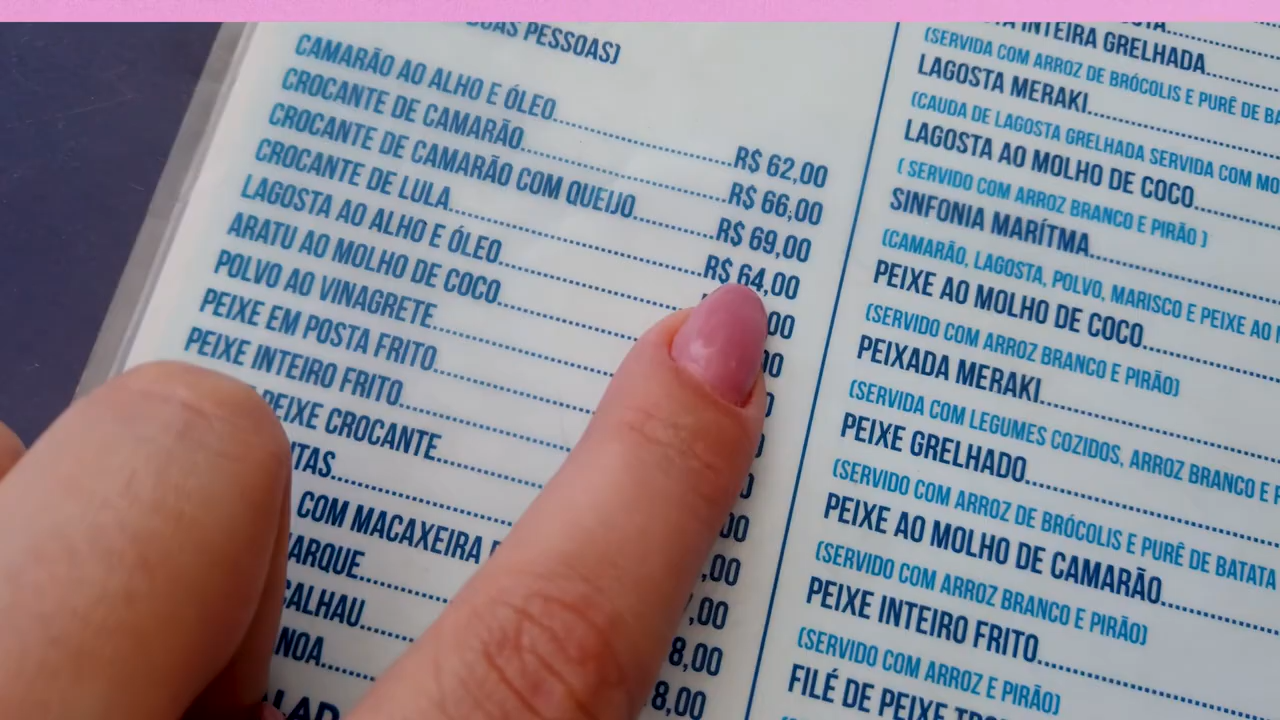 PESSOAS)
CAMARÃO AO ALHO E ÓLEO R$ 62,00
CROCANTE DE CAMARÃO R$ 66,00
CROCANTE DE CAMARÃO COM QUEIJO R$ 69,00
CROCANTE DE LULA R$ 64,00
LAGOSTA AO ALHO E ÓLEO
ARATU AO MOLHO DE COCO
POLVO AO VINAGRETE
PEIXE EM POSTA FRITO
PEIXE INTEIRO FRITO
PEIXE CROCANTE
COM MACAXEIRA
INTEIRA GRELHADA
(SERVIDA COM ARROZ DE BRÓCOLIS E PURÊ DE
LAGOSTA MERAKI
(CAUDA DE LAGOSTA GRELHADA SERVIDA COM
LAGOSTA AO MOLHO DE COCO
( SERVIDO COM ARROZ BRANCO E PIRÃO )
SINFONIA MARÍTMA
(CAMARÃO, LAGOSTA, POLVO, MARISCO E PEIXE AO
PEIXE AO MOLHO DE COCO
(SERVIDO COM ARROZ BRANCO E PIRÃO)
PEIXADA MERAKI
(SERVIDA COM LEGUMES COZIDOS, ARROZ BRANCO E
PEIXE GRELHADO
(SERVIDO COM ARROZ DE BRÓCOLIS E PURÊ DE BATATA
PEIXE AO MOLHO DE CAMARÃO
(SERVIDO COM ARROZ BRANCO E PIRÃO)
PEIXE INTEIRO FRITO
(SERVIDO COM ARROZ E PIRÃO)
FILÉ DE PEIXE